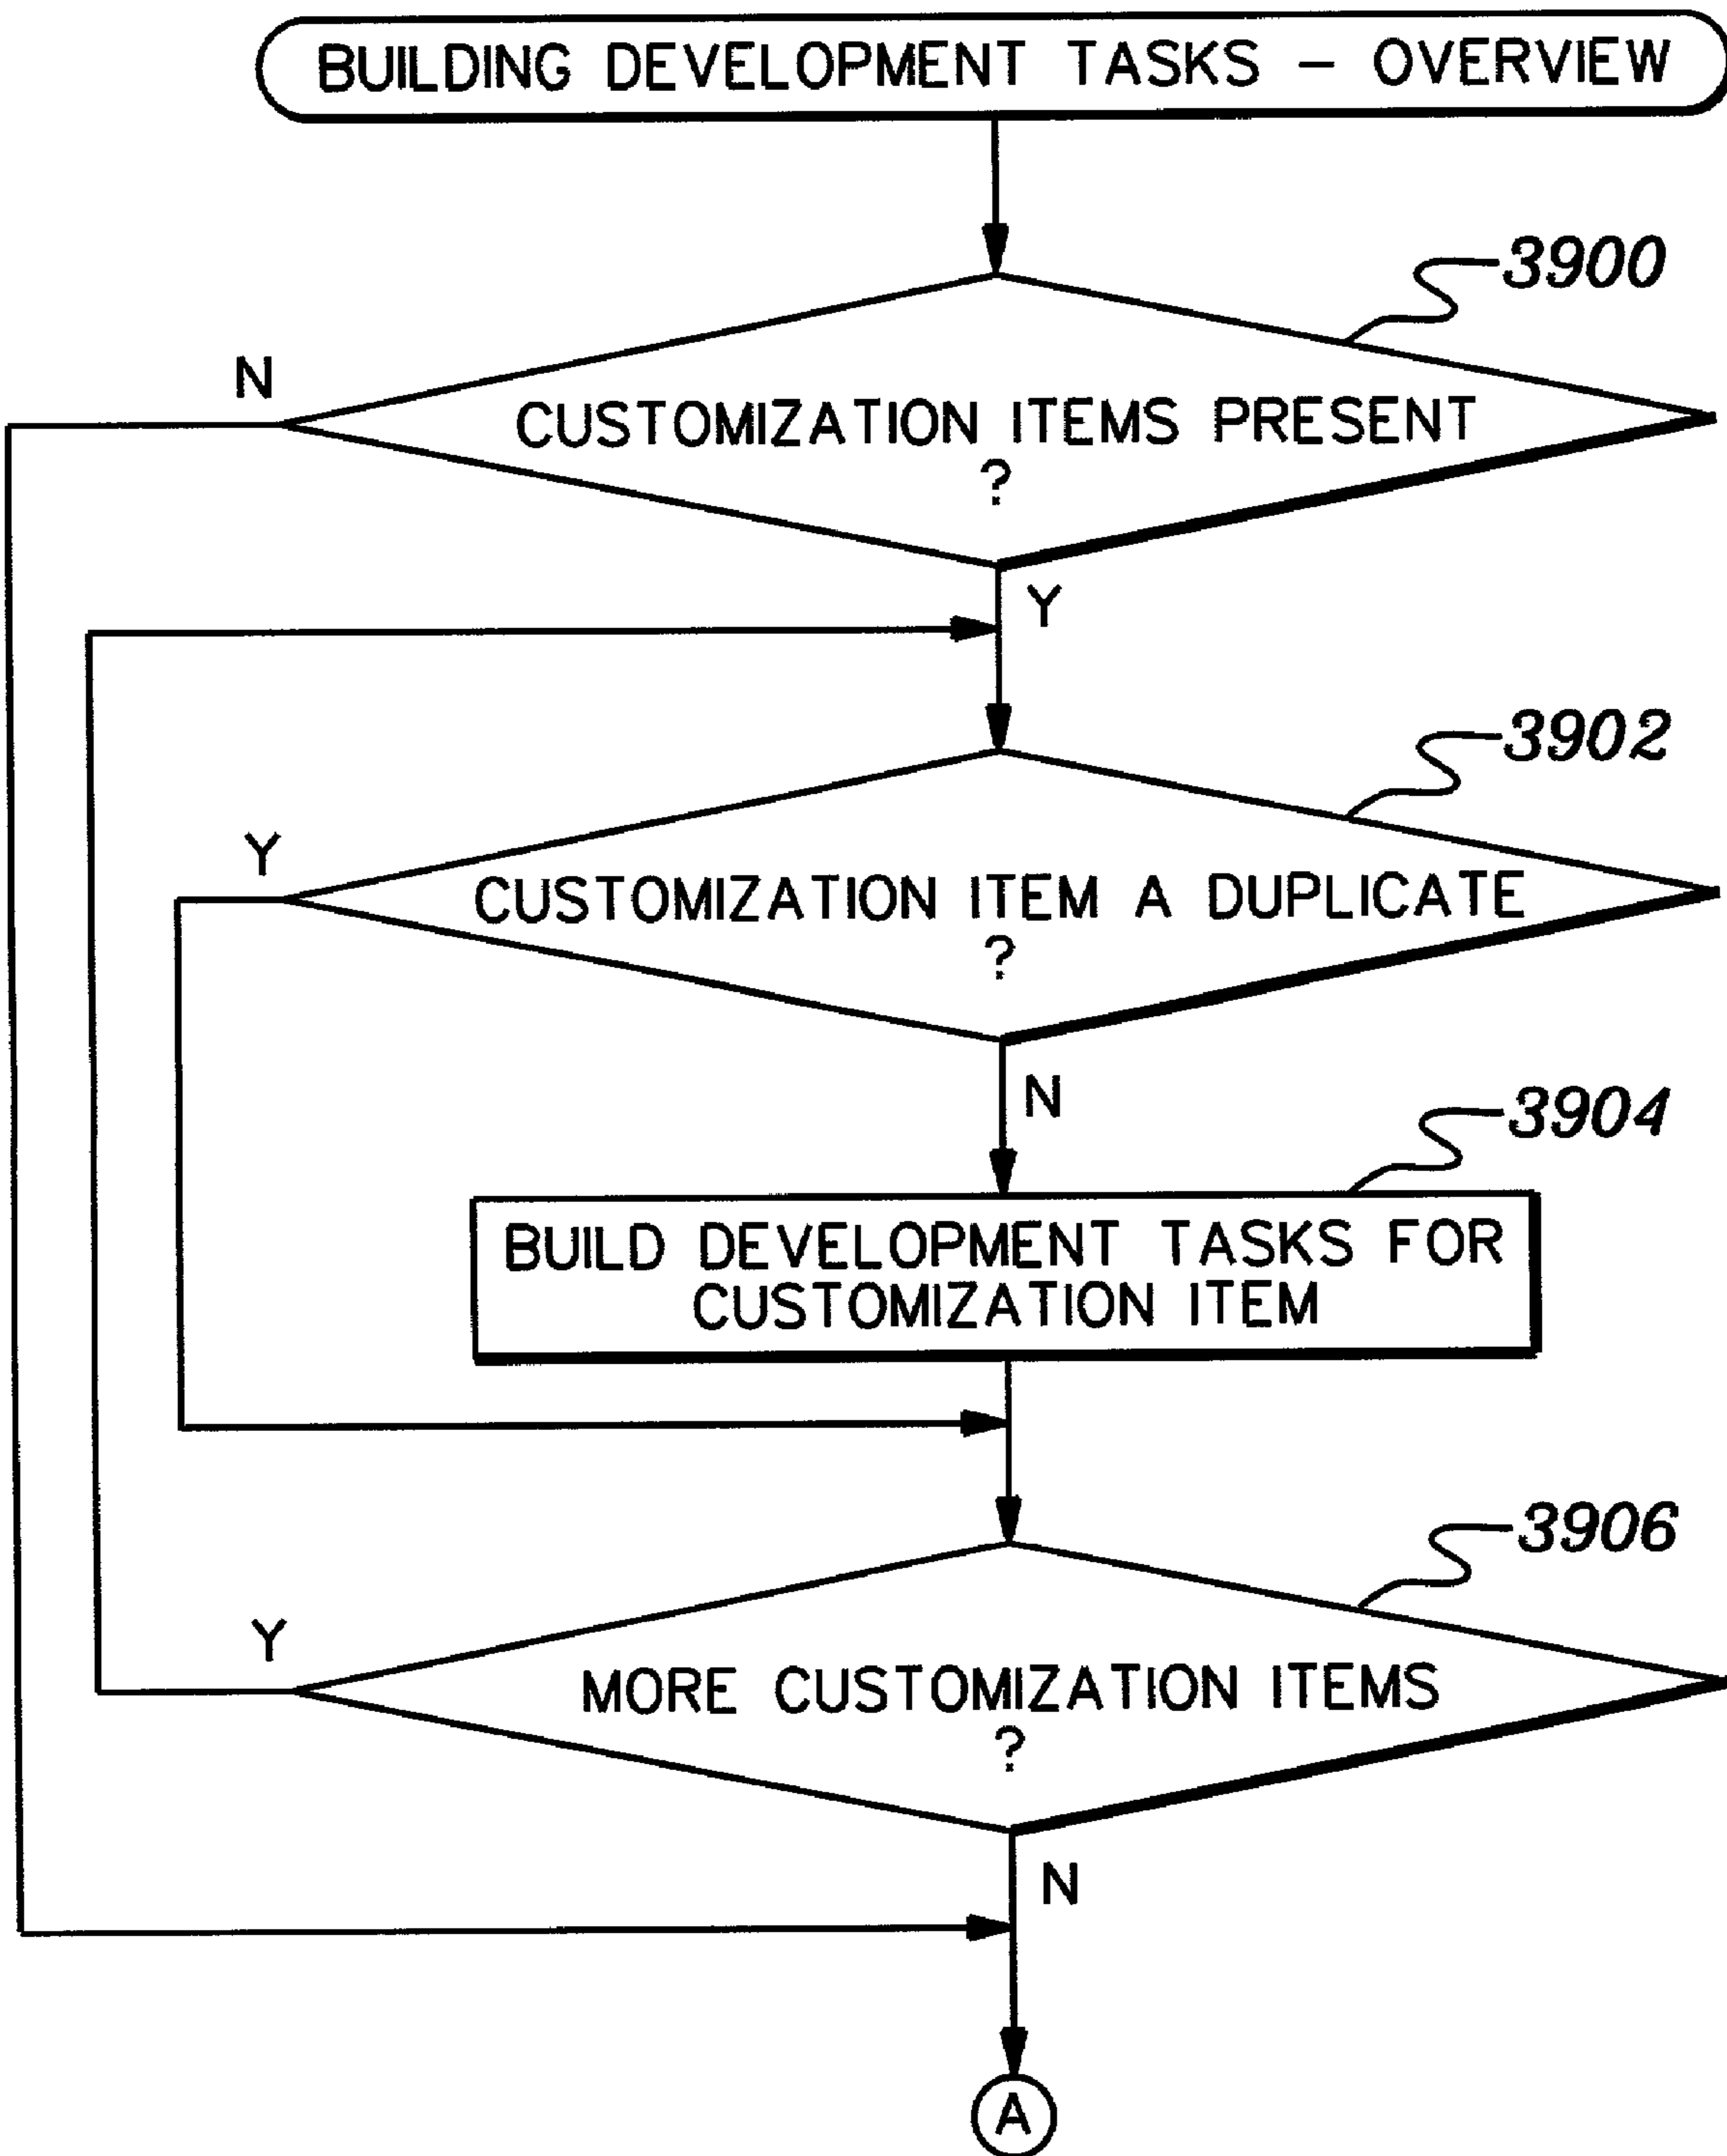 BUILDING DEVELOPMENT TASKS – OVERVIEW
3900
N
CUSTOMIZATION ITEMS PRESENT
?
Y
3902
Y
CUSTOMIZATION ITEM A DUPLICATE
?
N
3904
BUILD DEVELOPMENT TASKS FOR
CUSTOMIZATION ITEM
3906
Y
MORE CUSTOMIZATION ITEMS
?
N
A